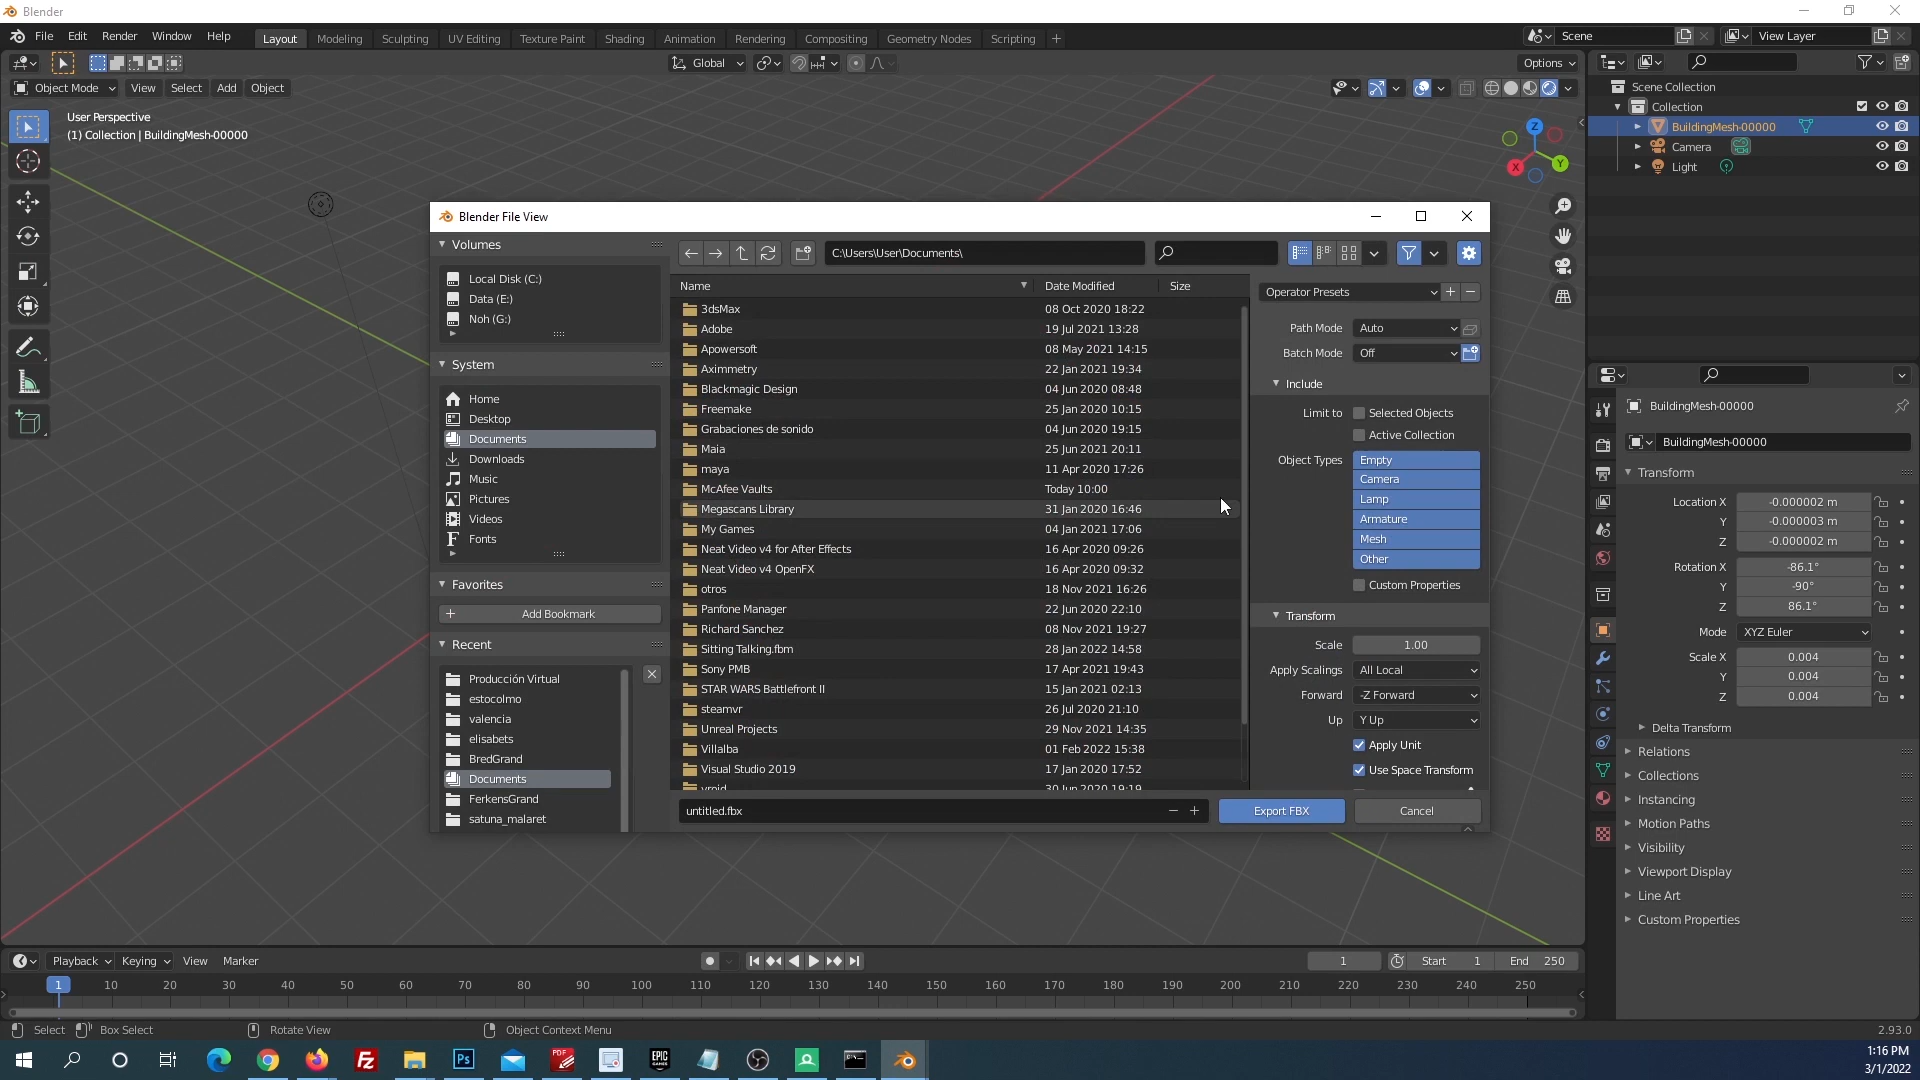 Blender
File Edit Render Window Help Layout Modeling Sculpting UV Editing Texture Paint Shading Animation Rendering Compositing Geometry Nodes Scripting + Scene View Layer
Global Options
Object Mode View Select Add Object
User Perspective
(1) Collection | BuildingMesh-00000
Z
Y
X
Scene Collection
Collection
BuildingMesh-00000
Camera
Light
Blender File View
Volumes
Local Disk (C:)
Data (E:)
Noh (G:)
System
Home
Desktop
Documents
Downloads
Music
Pictures
Videos
Fonts
Favorites
Add Bookmark
Recent
Producción Virtual
estocolmo
valencia
elisabets
BredGrand
Documents
FerkensGrand
satuna_malaret
C:\Users\User\Documents\
Name Date Modified Size
3dsMax 08 Oct 2020 18:22
Adobe 19 Jul 2021 13:28
Apowersoft 08 May 2021 14:15
Aximmetry 22 Jan 2021 19:34
Blackmagic Design 04 Jun 2020 08:48
Freemake 25 Jan 2020 10:15
Grabaciones de sonido 04 Jun 2020 19:15
Maia 25 Jun 2021 20:11
maya 11 Apr 2020 17:26
McAfee Vaults Today 10:00
Megascans Library 31 Jan 2020 16:46
My Games 04 Jan 2021 17:06
Neat Video v4 for After Effects 16 Apr 2020 09:26
Neat Video v4 OpenFX 16 Apr 2020 09:32
otros 18 Nov 2021 16:26
Panfone Manager 22 Jun 2020 22:10
Richard Sanchez 08 Nov 2021 19:27
Sitting Talking.fbm 28 Jan 2022 14:58
Sony PMB 17 Apr 2021 19:43
STAR WARS Battlefront II 15 Jan 2021 02:13
steamvr 26 Jul 2020 21:10
Unreal Projects 29 Nov 2021 14:35
Villalba 01 Feb 2022 15:38
Visual Studio 2019 17 Jan 2020 17:52
vroid 30 Jun 2020 19:19
untitled.fbx Export FBX Cancel
Operator Presets
Path Mode Auto
Batch Mode Off
Include
Limit to Selected Objects
Active Collection
Object Types Empty
Camera
Lamp
Armature
Mesh
Other
Custom Properties
Transform
Scale 1.00
Apply Scalings All Local
Forward -Z Forward
Up Y Up
Apply Unit
Use Space Transform
BuildingMesh-00000
BuildingMesh-00000
Transform
Location X -0.000002 m
Y -0.000003 m
Z -0.000002 m
Rotation X -86.1°
Y -90°
Z 86.1°
Mode XYZ Euler
Scale X 0.004
Y 0.004
Z 0.004
Delta Transform
Relations
Collections
Instancing
Motion Paths
Visibility
Viewport Display
Line Art
Custom Properties
Playback Keying View Marker 1 Start 1 End 250
1 10 20 30 40 50 60 70 80 90 100 110 120 130 140 150 160 170 180 190 200 210 220 230 240 250
Select Box Select Rotate View Object Context Menu 2.93.0
Fz Ps PDF EPIC GAMES
1:16 PM
3/1/2022